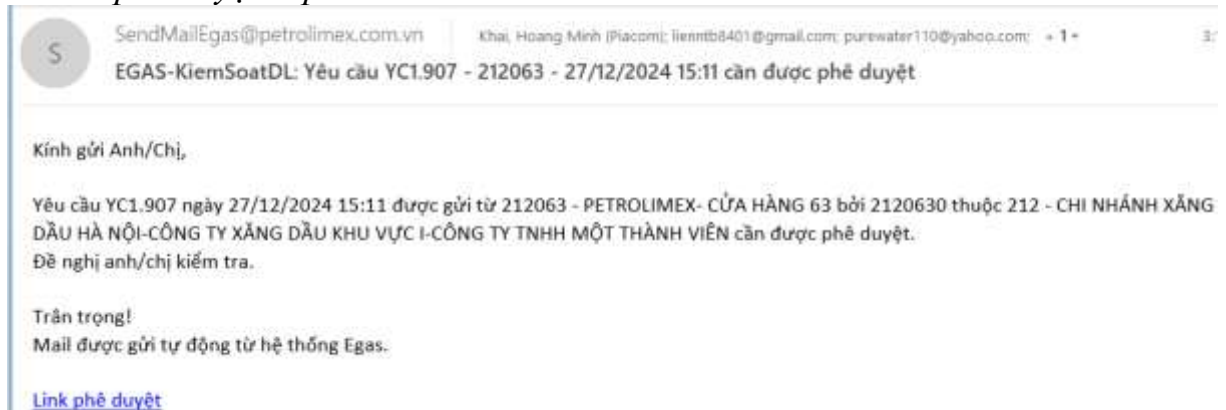 S
SendMailEgas@petrolimex.com.vn Khai, Hoang Minh (Piacom); lienntb8401@gmail.com; purewater110@yahoo.com; +1
EGAS-KiemSoatDL: Yêu cầu YC1.907 - 212063 - 27/12/2024 15:11 cần được phê duyệt
Kính gửi Anh/Chị,
Yêu cầu YC1.907 ngày 27/12/2024 15:11 được gửi từ 212063 - PETROLIMEX- CỬA HÀNG 63 bởi 2120630 thuộc 212 - CHI NHÁNH XĂNG
DẦU HÀ NỘI-CÔNG TY XĂNG DẦU KHU VỰC I-CÔNG TY TNHH MỘT THÀNH VIÊN cần được phê duyệt.
Đề nghị anh/chị kiểm tra.
Trân trọng!
Mail được gửi tự động từ hệ thống Egas.
Link phê duyệt